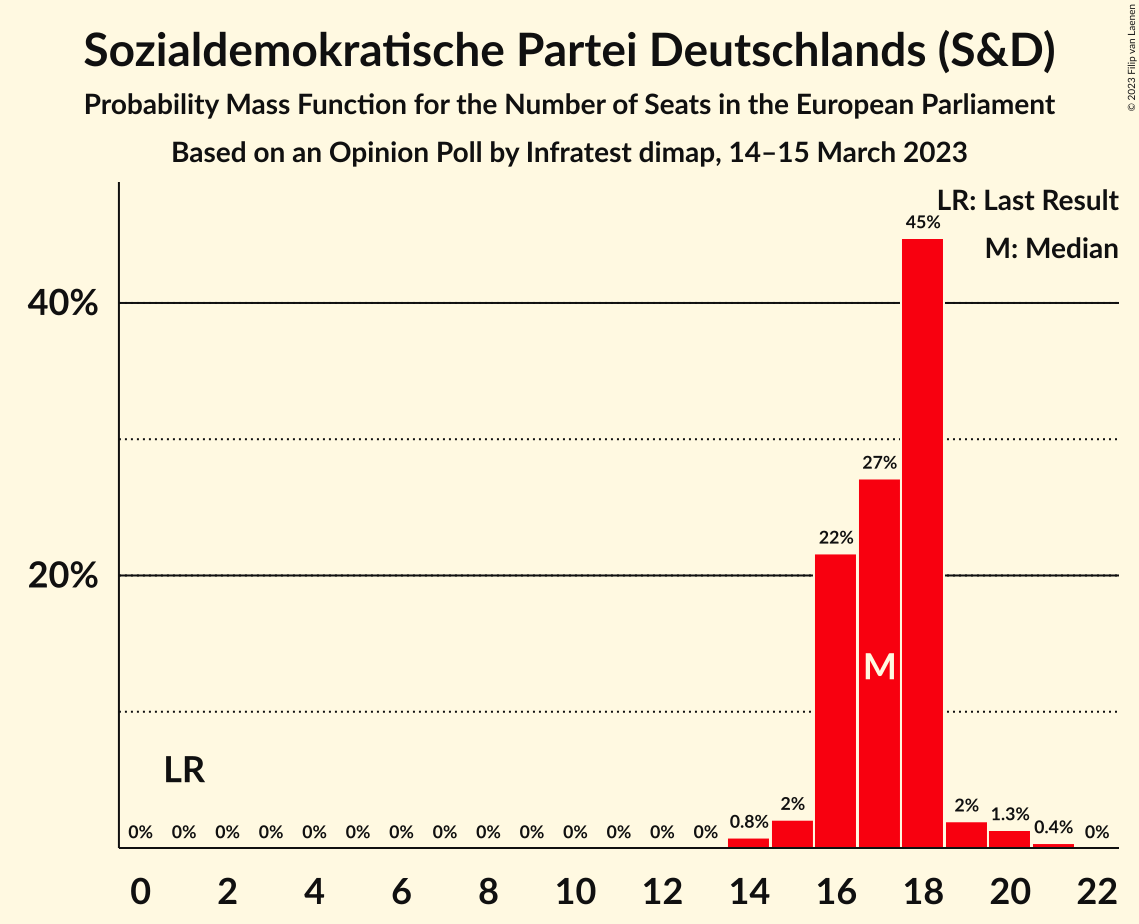 Sozialdemokratische Partei Deutschlands (S&D)
Probability Mass Function for the Number of Seats in the European Parliament
Based on an Opinion Poll by Infratest dimap, 14–15 March 2023
© 2023 Filip van Laenen
LR: Last Result
M: Median
45%
40%
27%
22%
20%
M
LR
0% 0% 0% 0% 0% 0% 0% 0% 0% 0% 0% 0% 0% 0% 0.8% 2% 2% 1.3% 0.4% 0%
0 2 4 6 8 10 12 14 16 18 20 22